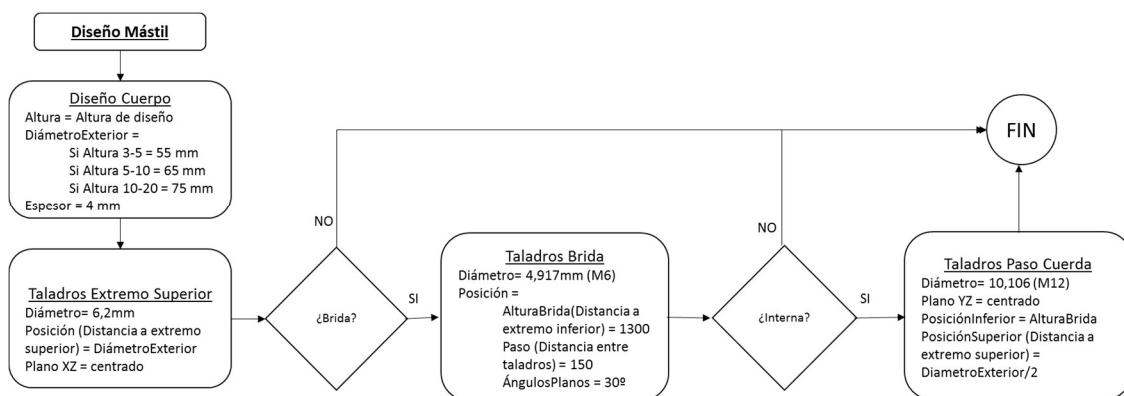 Diseño Mástil
Diseño Cuerpo
Altura = Altura de diseño
DiámetroExterior =
Si Altura 3-5 = 55 mm
Si Altura 5-10 = 65 mm
Si Altura 10-20 = 75 mm
Espesor = 4 mm
Taladros Extremo Superior
Diámetro= 6,2mm
Posición (Distancia a extremo
superior) = DiámetroExterior
Plano XZ = centrado
¿Brida?
NO
SI
Taladros Brida
Diámetro= 4,917mm (M6)
Posición =
AlturaBrida(Distancia a
extremo inferior) = 1300
Paso (Distancia entre
taladros) = 150
ÁngulosPlanos = 30º
¿Interna?
NO
SI
Taladros Paso Cuerda
Diámetro= 10,106 (M12)
Plano YZ = centrado
PosiciónInferior = AlturaBrida
PosiciónSuperior (Distancia a
extremo superior) =
DiametroExterior/2
FIN